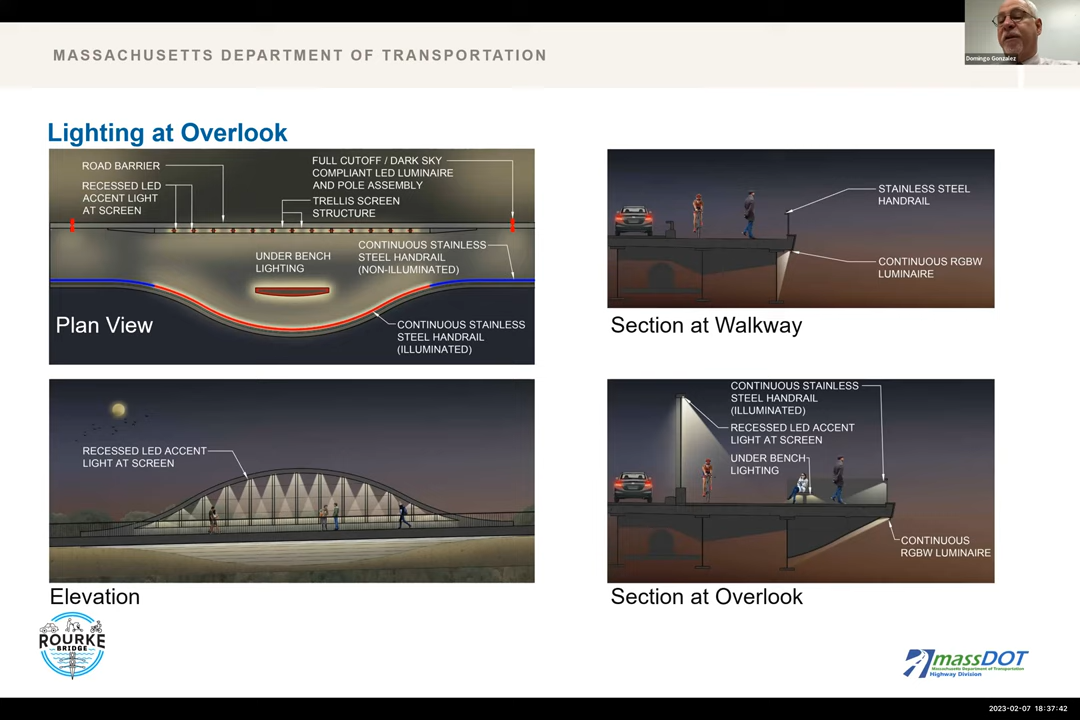 MASSACHUSETTS DEPARTMENT OF TRANSPORTATION
Domingo Gonzalez
Lighting at Overlook
ROAD BARRIER
RECESSED LED
ACCENT LIGHT
AT SCREEN
FULL CUTOFF / DARK SKY
COMPLIANT LED LUMINAIRE
AND POLE ASSEMBLY
TRELLIS SCREEN
STRUCTURE
UNDER BENCH
LIGHTING
CONTINUOUS STAINLESS
STEEL HANDRAIL
(NON-ILLUMINATED)
CONTINUOUS STAINLESS
STEEL HANDRAIL
(ILLUMINATED)
Plan View
STAINLESS STEEL
HANDRAIL
CONTINUOUS RGBW
LUMINAIRE
Section at Walkway
RECESSED LED ACCENT
LIGHT AT SCREEN
Elevation
CONTINUOUS STAINLESS
STEEL HANDRAIL
(ILLUMINATED)
RECESSED LED ACCENT
LIGHT AT SCREEN
UNDER BENCH
LIGHTING
CONTINUOUS
RGBW LUMINAIRE
Section at Overlook
ROURKE
BRIDGE
massDOT
Massachusetts Department of Transportation
Highway Division
2023-02-07 18:37:42